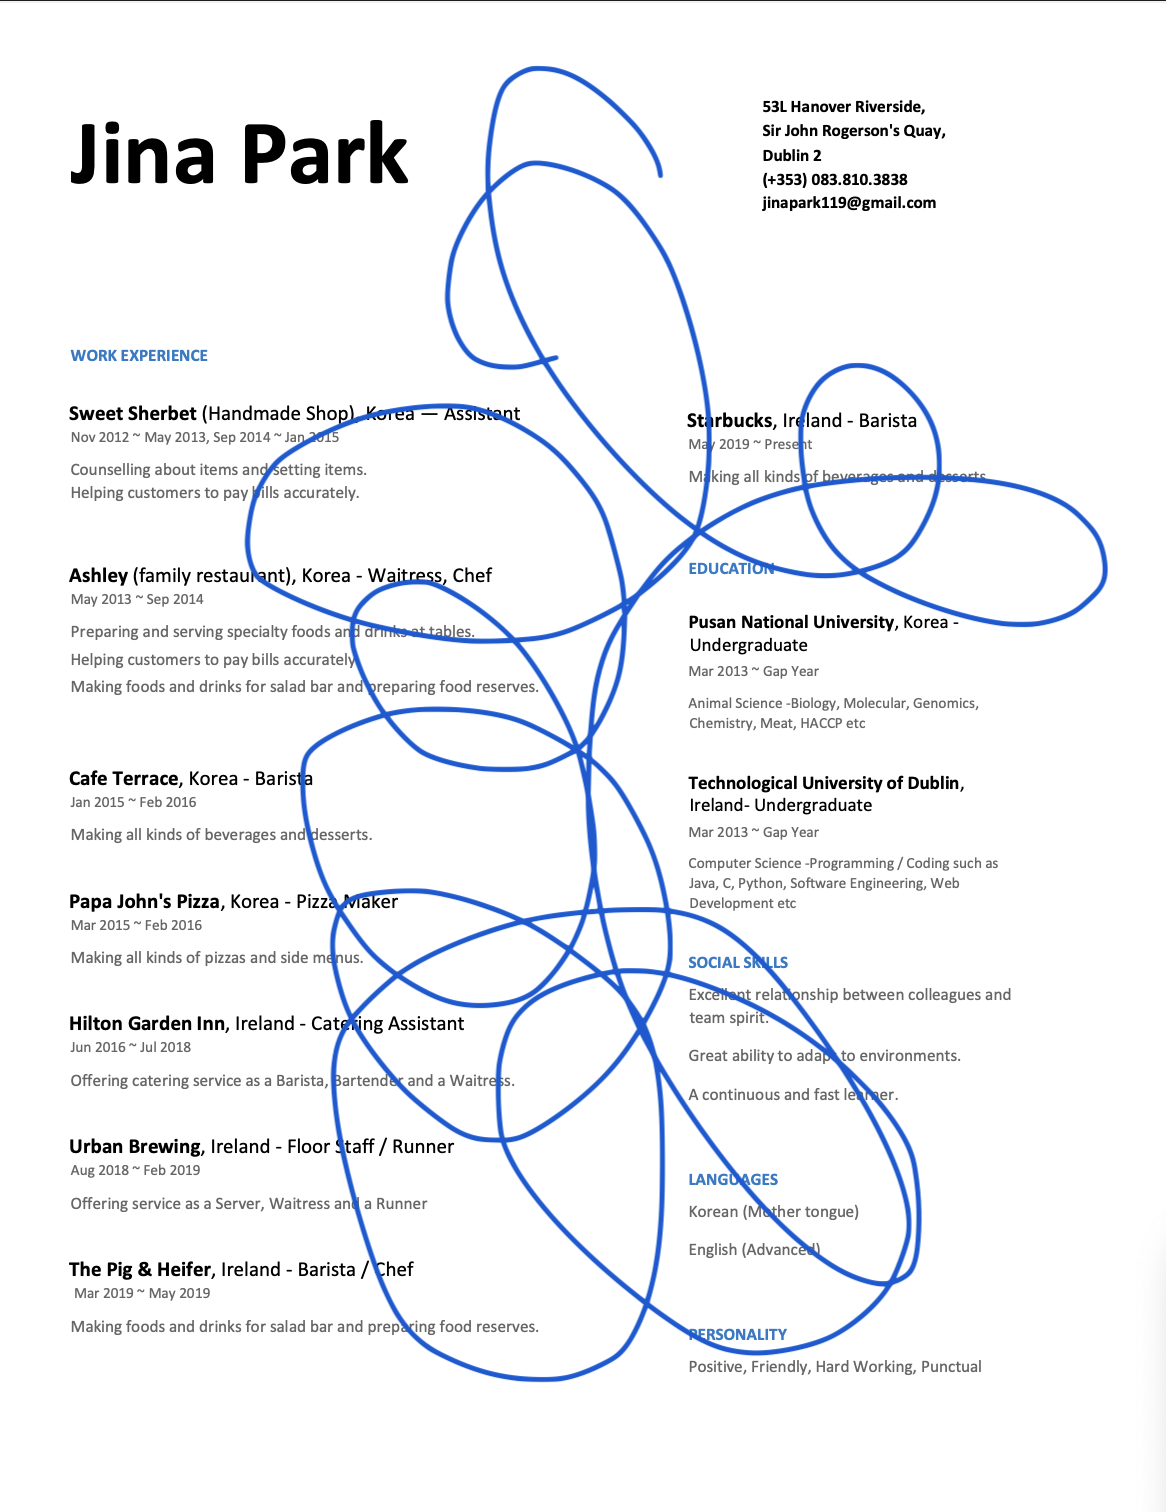 Jina Park
53L Hanover Riverside,
Sir John Rogerson's Quay,
Dublin 2
(+353) 083.810.3838
jinapark119@gmail.com
WORK EXPERIENCE
Sweet Sherbet (Handmade Shop), Korea — Assistant
Nov 2012 ~ May 2013, Sep 2014 ~ Jan 2015
Counselling about items and setting items.
Helping customers to pay bills accurately.
Ashley (family restaurant), Korea - Waitress, Chef
May 2013 ~ Sep 2014
Preparing and serving specialty foods and drinks at tables.
Helping customers to pay bills accurately
Making foods and drinks for salad bar and preparing food reserves.
Cafe Terrace, Korea - Barista
Jan 2015 ~ Feb 2016
Making all kinds of beverages and desserts.
Papa John's Pizza, Korea - Pizza Maker
Mar 2015 ~ Feb 2016
Making all kinds of pizzas and side menus.
Hilton Garden Inn, Ireland - Catering Assistant
Jun 2016 ~ Jul 2018
Offering catering service as a Barista, Bartender and a Waitress.
Urban Brewing, Ireland - Floor Staff / Runner
Aug 2018 ~ Feb 2019
Offering service as a Server, Waitress and a Runner
The Pig & Heifer, Ireland - Barista / Chef
Mar 2019 ~ May 2019
Making foods and drinks for salad bar and preparing food reserves.
Starbucks, Ireland - Barista
May 2019 ~ Present
Making all kinds of beverages and desserts
EDUCATION
Pusan National University, Korea -
Undergraduate
Mar 2013 ~ Gap Year
Animal Science -Biology, Molecular, Genomics,
Chemistry, Meat, HACCP etc
Technological University of Dublin,
Ireland- Undergraduate
Mar 2013 ~ Gap Year
Computer Science -Programming / Coding such as
Java, C, Python, Software Engineering, Web
Development etc
SOCIAL SKILLS
Excellent relationship between colleagues and
team spirit.
Great ability to adapt to environments.
A continuous and fast learner.
LANGUAGES
Korean (Mother tongue)
English (Advanced)
PERSONALITY
Positive, Friendly, Hard Working, Punctual